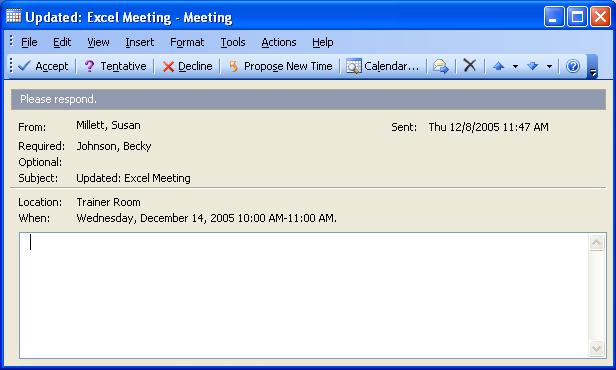 Updated: Excel Meeting - Meeting
File Edit View Insert Format Tools Actions Help
Accept ? Tentative Decline Propose New Time Calendar... ?
Please respond.
From: Millett, Susan Sent: Thu 12/8/2005 11:47 AM
Required: Johnson, Becky
Optional:
Subject: Updated: Excel Meeting
Location: Trainer Room
When: Wednesday, December 14, 2005 10:00 AM-11:00 AM.